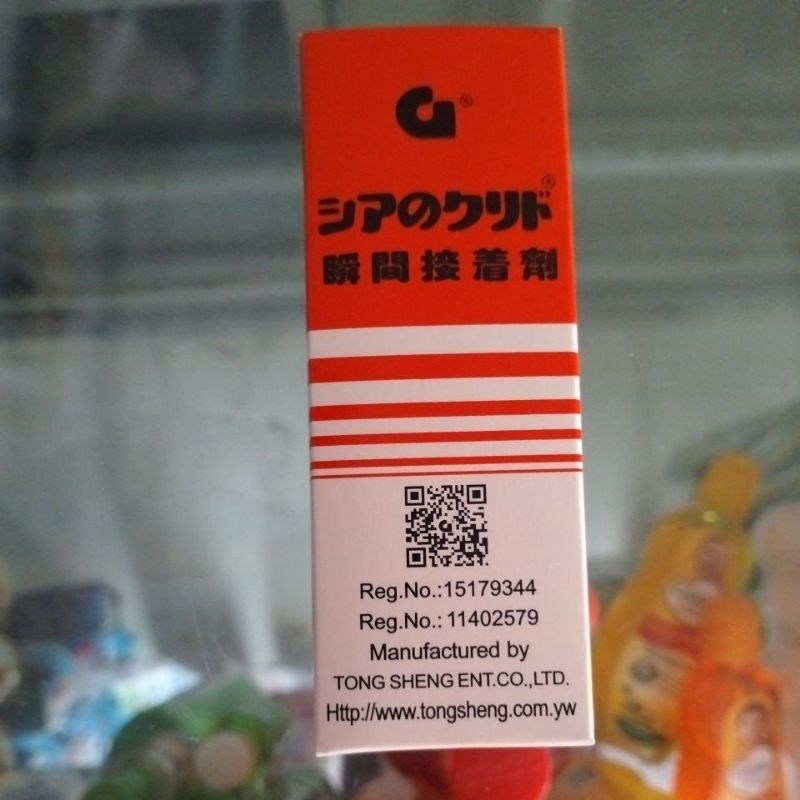 ®
シアのクリド®
瞬間接着劑
Reg.No.:15179344
Reg.No.: 11402579
Manufactured by
TONG SHENG ENT.CO.,LTD.
Http://www.tongsheng.com.yw